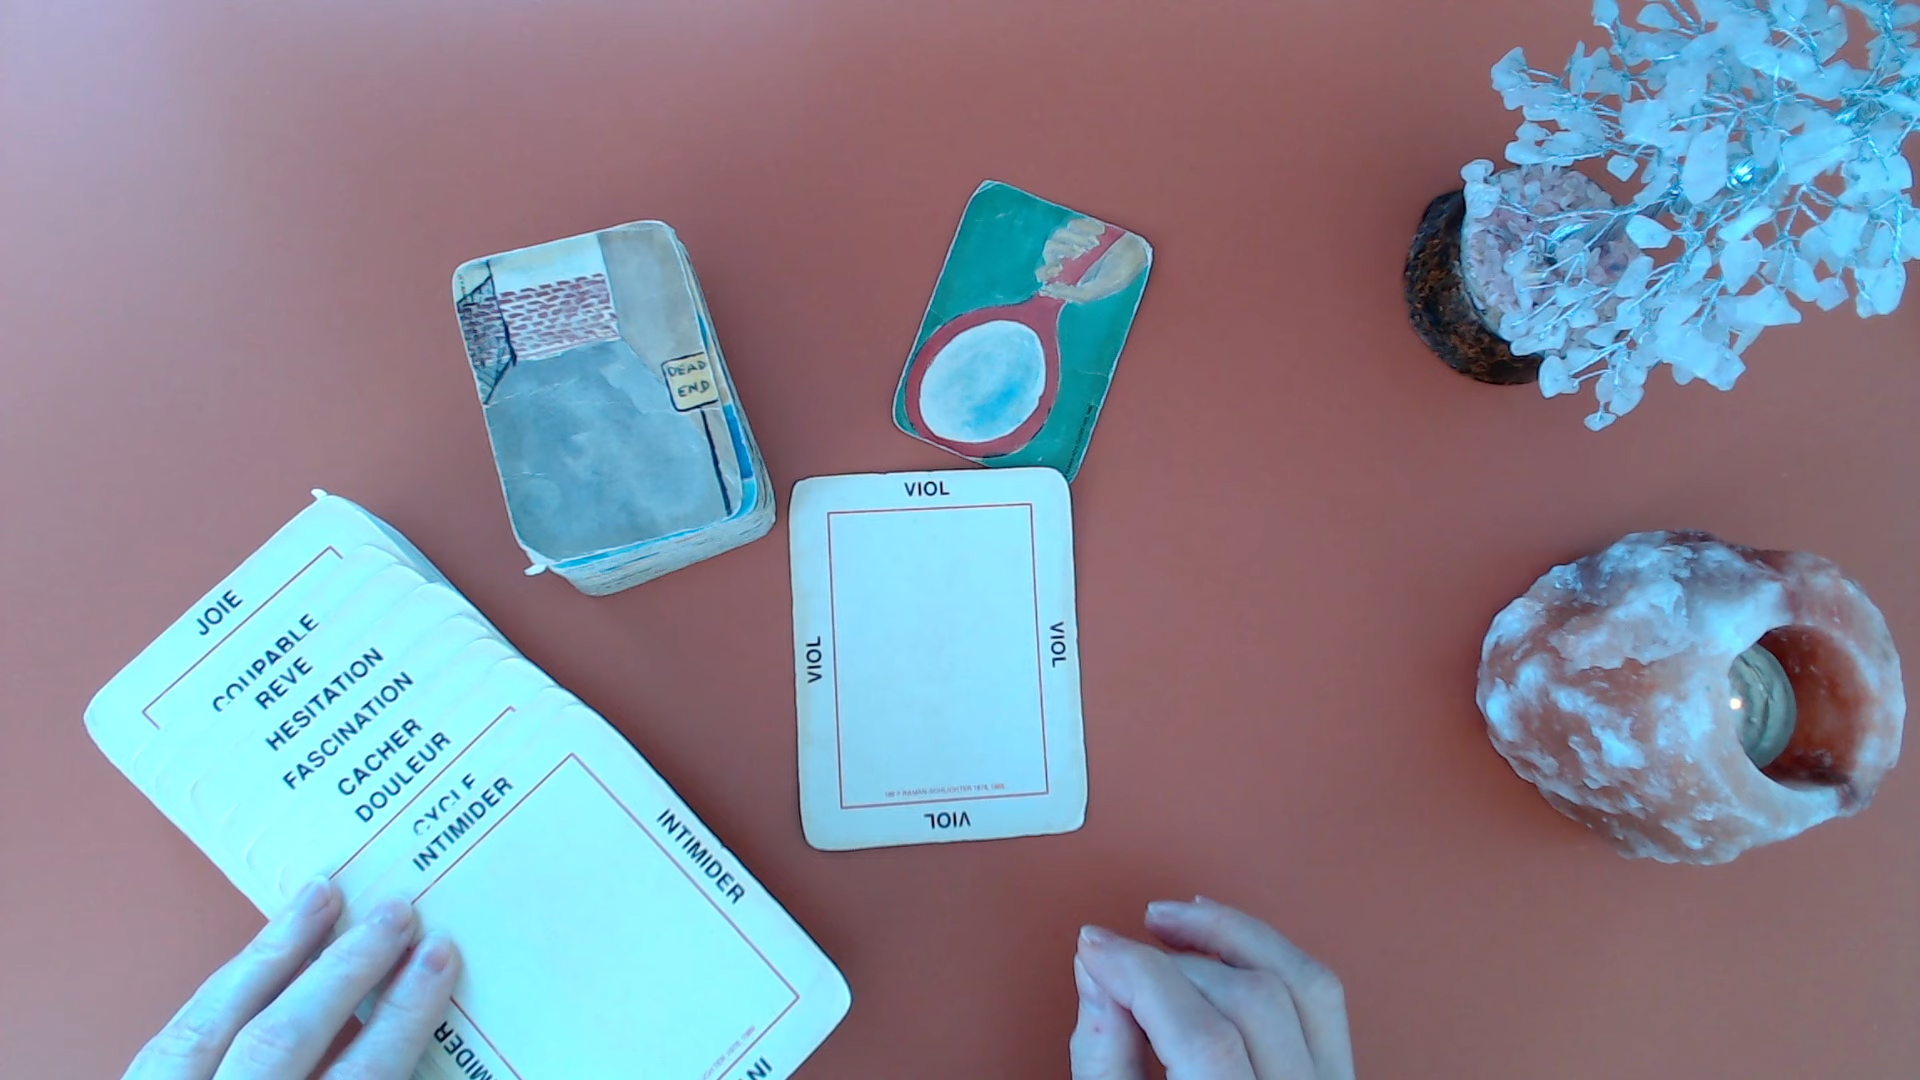 DEAD
END
VIOL
VIOL
VIOL
VIOL
JOIE
COUPABLE
REVE
HESITATION
FASCINATION
CACHER
DOULEUR
CYCLE
INTIMIDER
INTIMIDER